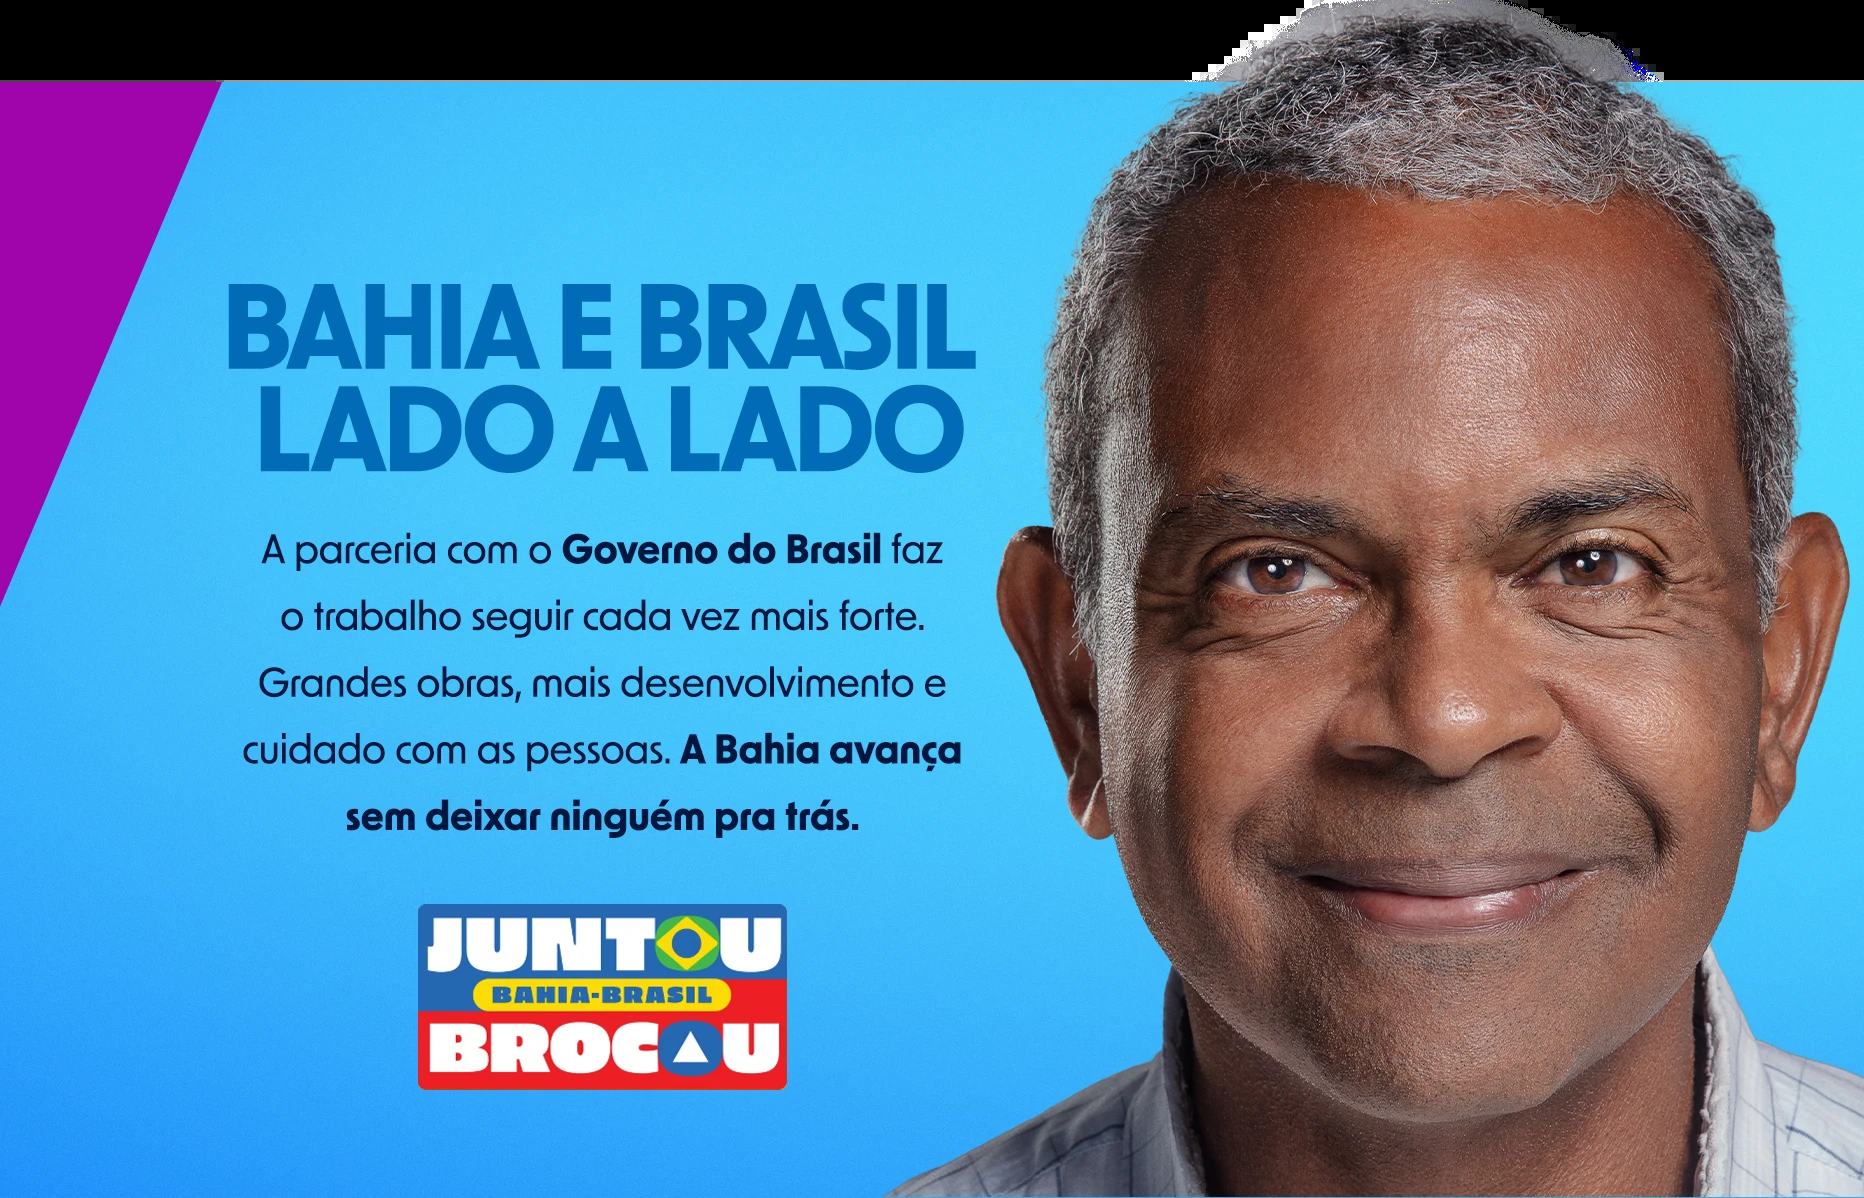 BAHIA E BRASIL
LADO A LADO
A parceria com o Governo do Brasil faz
o trabalho seguir cada vez mais forte.
Grandes obras, mais desenvolvimento e
cuidado com as pessoas. A Bahia avança
sem deixar ninguém pra trás.
JUNTOU
BAHIA-BRASIL
BROCOU